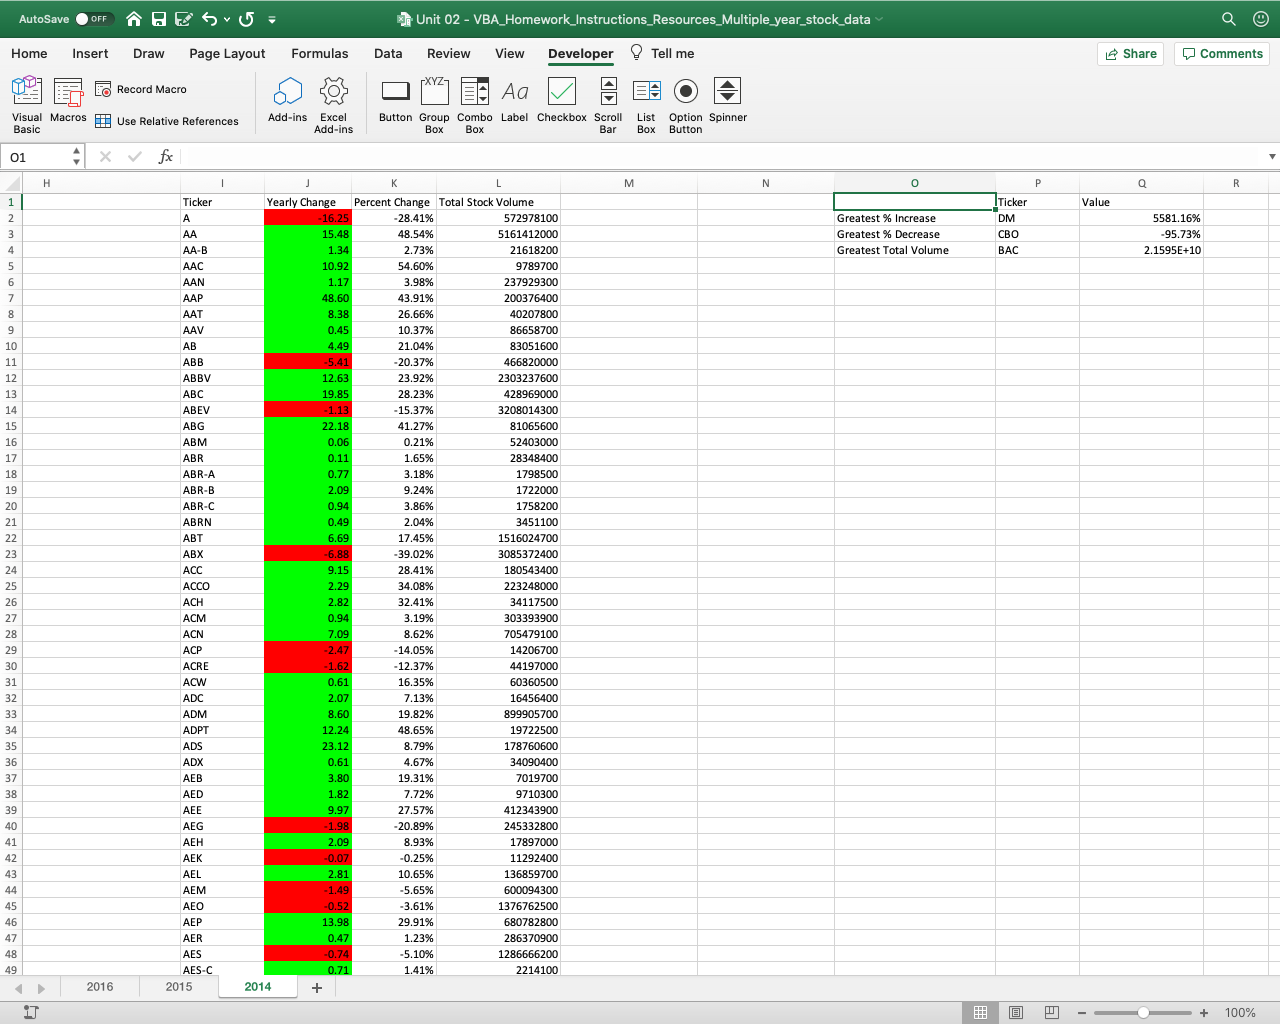 AutoSave OFF Unit 02 - VBA_Homework_Instructions_Resources_Multiple_year_stock_data
Home Insert Draw Page Layout Formulas Data Review View Developer Tell me Share Comments
Visual Basic Macros Record Macro Use Relative References Add-ins Excel Add-ins Button Group Box Combo Box Label Checkbox Scroll Bar List Box Option Button Spinner
XYZ Aa
O1 fx
H I J K L M N O P Q R
1 Ticker Yearly Change Percent Change Total Stock Volume Ticker Value
2 A -16.25 -28.41% 572978100 Greatest % Increase DM 5581.16%
3 AA 15.48 48.54% 5161412000 Greatest % Decrease CBO -95.73%
4 AA-B 1.34 2.73% 21618200 Greatest Total Volume BAC 2.1595E+10
5 AAC 10.92 54.60% 9789700
6 AAN 1.17 3.98% 237929300
7 AAP 48.60 43.91% 200376400
8 AAT 8.38 26.66% 40207800
9 AAV 0.45 10.37% 86658700
10 AB 4.49 21.04% 83051600
11 ABB -5.41 -20.37% 466820000
12 ABBV 12.63 23.92% 2303237600
13 ABC 19.85 28.23% 428969000
14 ABEV -1.13 -15.37% 3208014300
15 ABG 22.18 41.27% 81065600
16 ABM 0.06 0.21% 52403000
17 ABR 0.11 1.65% 28348400
18 ABR-A 0.77 3.18% 1798500
19 ABR-B 2.09 9.24% 1722000
20 ABR-C 0.94 3.86% 1758200
21 ABRN 0.49 2.04% 3451100
22 ABT 6.69 17.45% 1516024700
23 ABX -6.88 -39.02% 3085372400
24 ACC 9.15 28.41% 180543400
25 ACCO 2.29 34.08% 223248000
26 ACH 2.82 32.41% 34117500
27 ACM 0.94 3.19% 303393900
28 ACN 7.09 8.62% 705479100
29 ACP -2.47 -14.05% 14206700
30 ACRE -1.62 -12.37% 44197000
31 ACW 0.61 16.35% 60360500
32 ADC 2.07 7.13% 16456400
33 ADM 8.60 19.82% 899905700
34 ADPT 12.24 48.65% 19722500
35 ADS 23.12 8.79% 178760600
36 ADX 0.61 4.67% 34090400
37 AEB 3.80 19.31% 7019700
38 AED 1.82 7.72% 9710300
39 AEE 9.97 27.57% 412343900
40 AEG -1.98 -20.89% 245332800
41 AEH 2.09 8.93% 17897000
42 AEK -0.07 -0.25% 11292400
43 AEL 2.81 10.65% 136859700
44 AEM -1.49 -5.65% 600094300
45 AEO -0.52 -3.61% 1376762500
46 AEP 13.98 29.91% 680782800
47 AER 0.47 1.23% 286370900
48 AES -0.74 -5.10% 1286666200
49 AES-C 0.71 1.41% 2214100
2016 2015 2014 +
100%